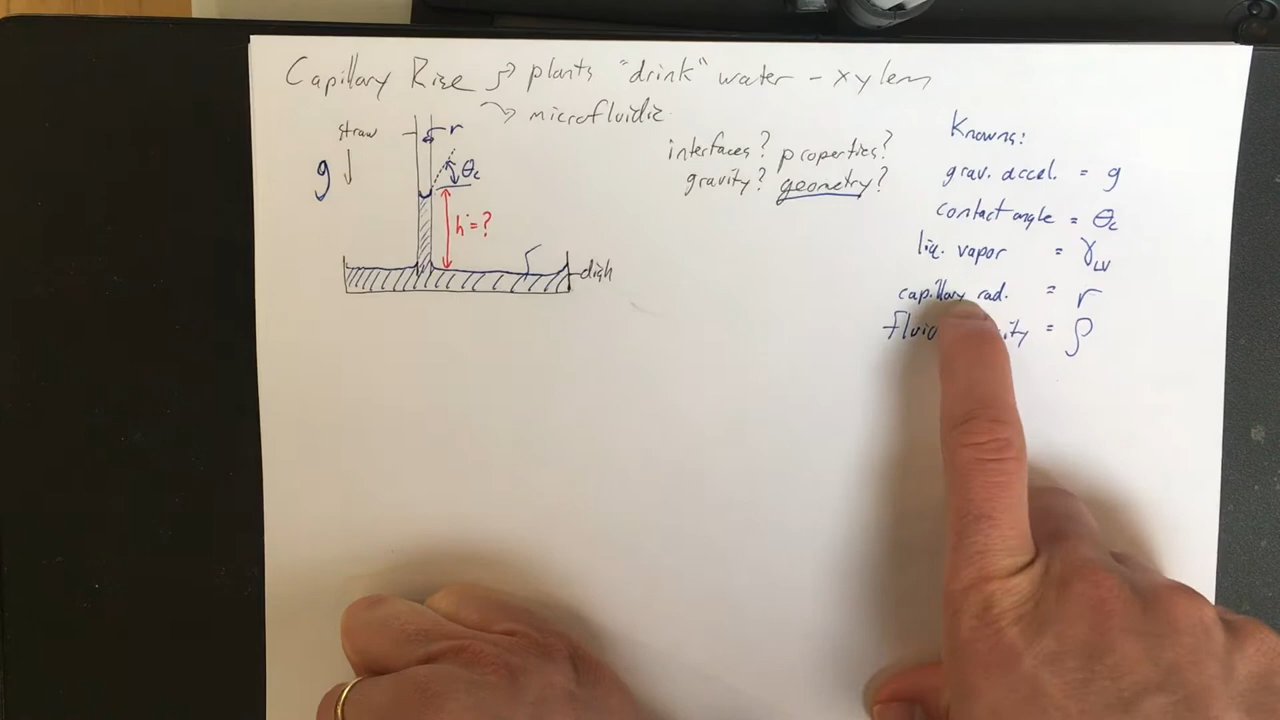 Capillary Rise → plants "drink" water - xylem
→ microfluidic
straw
r
g
θc
h = ?
dish
interfaces? properties?
gravity? geometry?
Knowns:
grav. accel. = g
contact angle = θc
liq. vapor = γLV
capillary rad. = r
= ρ